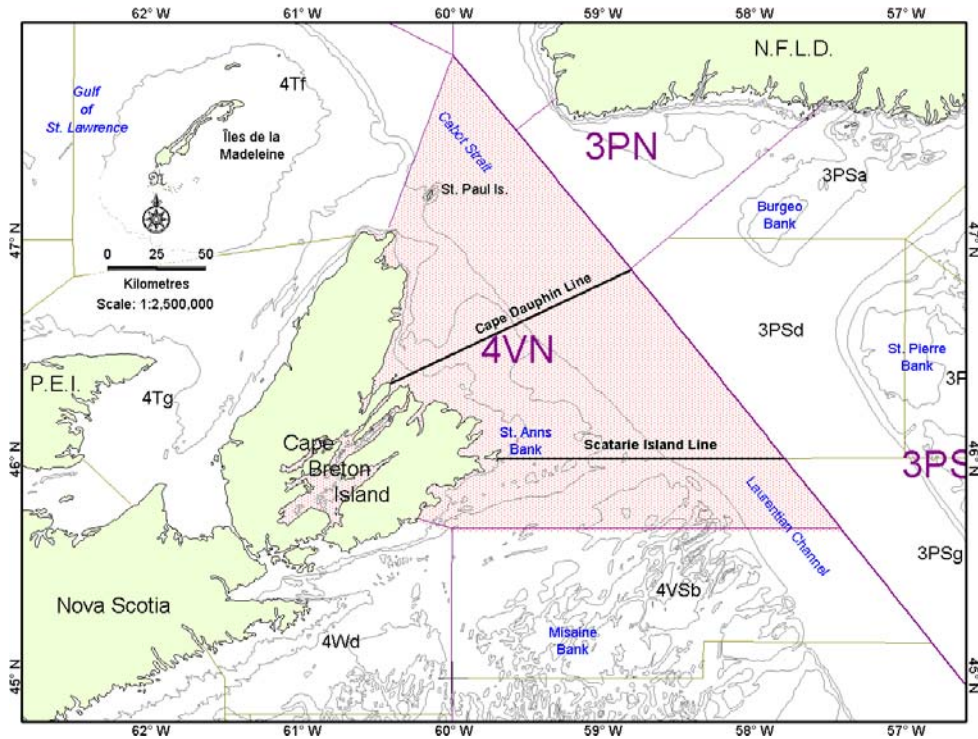 62° W
61° W
60° W
59° W
58° W
57° W
N.F.L.D.
Gulf
of
St. Lawrence
4Tf
Îles de la
Madeleine
Cabot Strait
3PN
St. Paul Is.
3PSa
Burgeo
Bank
47° N
47° N
0 25 50
Kilometres
Scale: 1:2,500,000
Cape Dauphin Line
4VN
3PSd
St. Pierre
Bank
3P
P.E.I.
4Tg
St. Anns
Bank
Scatarie Island Line
Cape
Breton
Island
46° N
46° N
3PS
Laurentian Channel
3PSg
Nova Scotia
4VSb
4Wd
Misaine
Bank
45° N
45° N
62° W
61° W
60° W
59° W
58° W
57° W